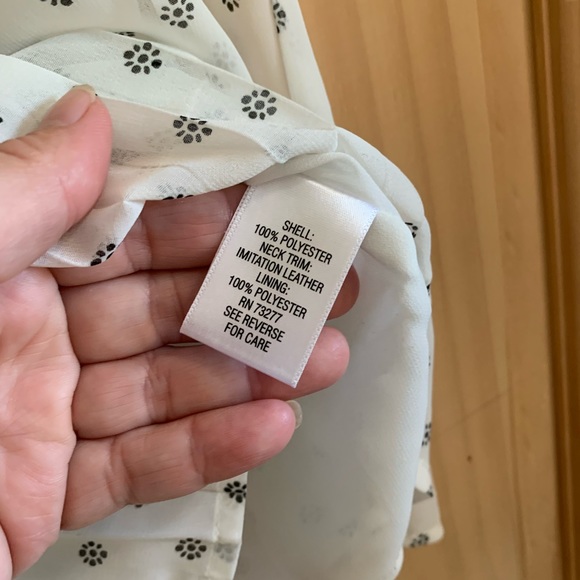 SHELL:
100% POLYESTER
NECK TRIM:
IMITATION LEATHER
LINING:
100% POLYESTER
RN 73277
SEE REVERSE
FOR CARE